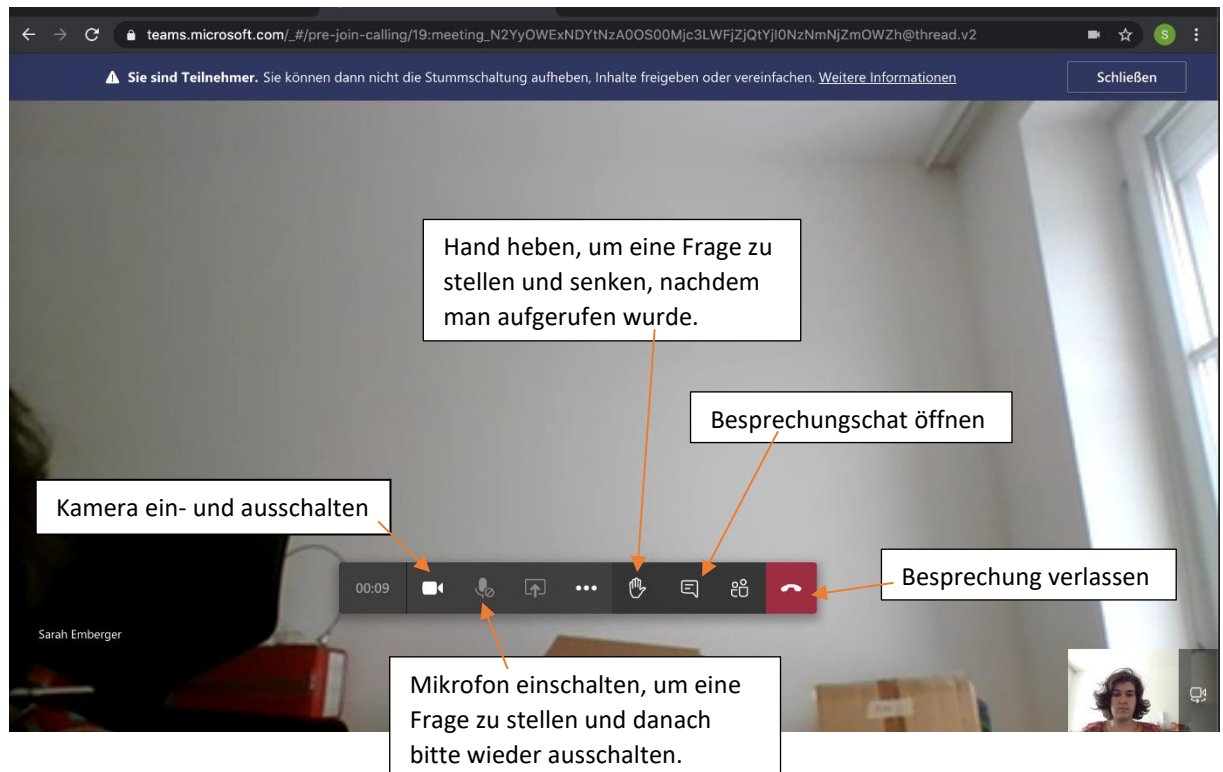 teams.microsoft.com/_#/pre-join-calling/19:meeting_N2YyOWExNDYtNzA0OS00Mjc3LWFjZjQtYjI0NzNmNjZmOWZh@thread.v2
S
Sie sind Teilnehmer. Sie können dann nicht die Stummschaltung aufheben, Inhalte freigeben oder vereinfachen. Weitere Informationen
Schließen
Hand heben, um eine Frage zu
stellen und senken, nachdem
man aufgerufen wurde.
Besprechungschat öffnen
Kamera ein- und ausschalten
Besprechung verlassen
00:09
Sarah Emberger
Mikrofon einschalten, um eine
Frage zu stellen und danach
bitte wieder ausschalten.